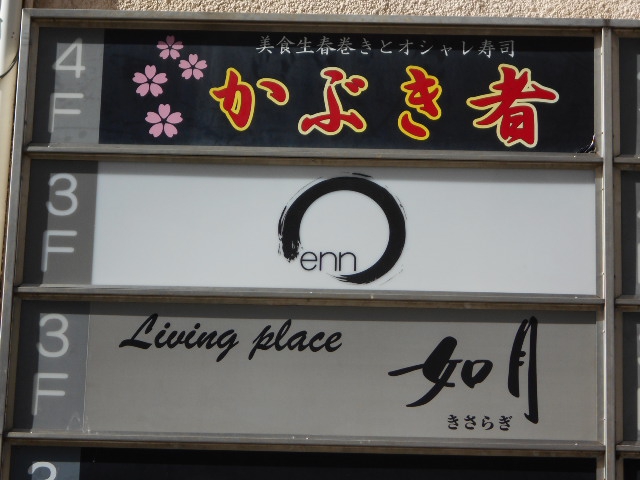 4F
美食生春巻きとオシャレ寿司
かぶき者
3F
enn
3F
Living place
如月
きさらぎ
3